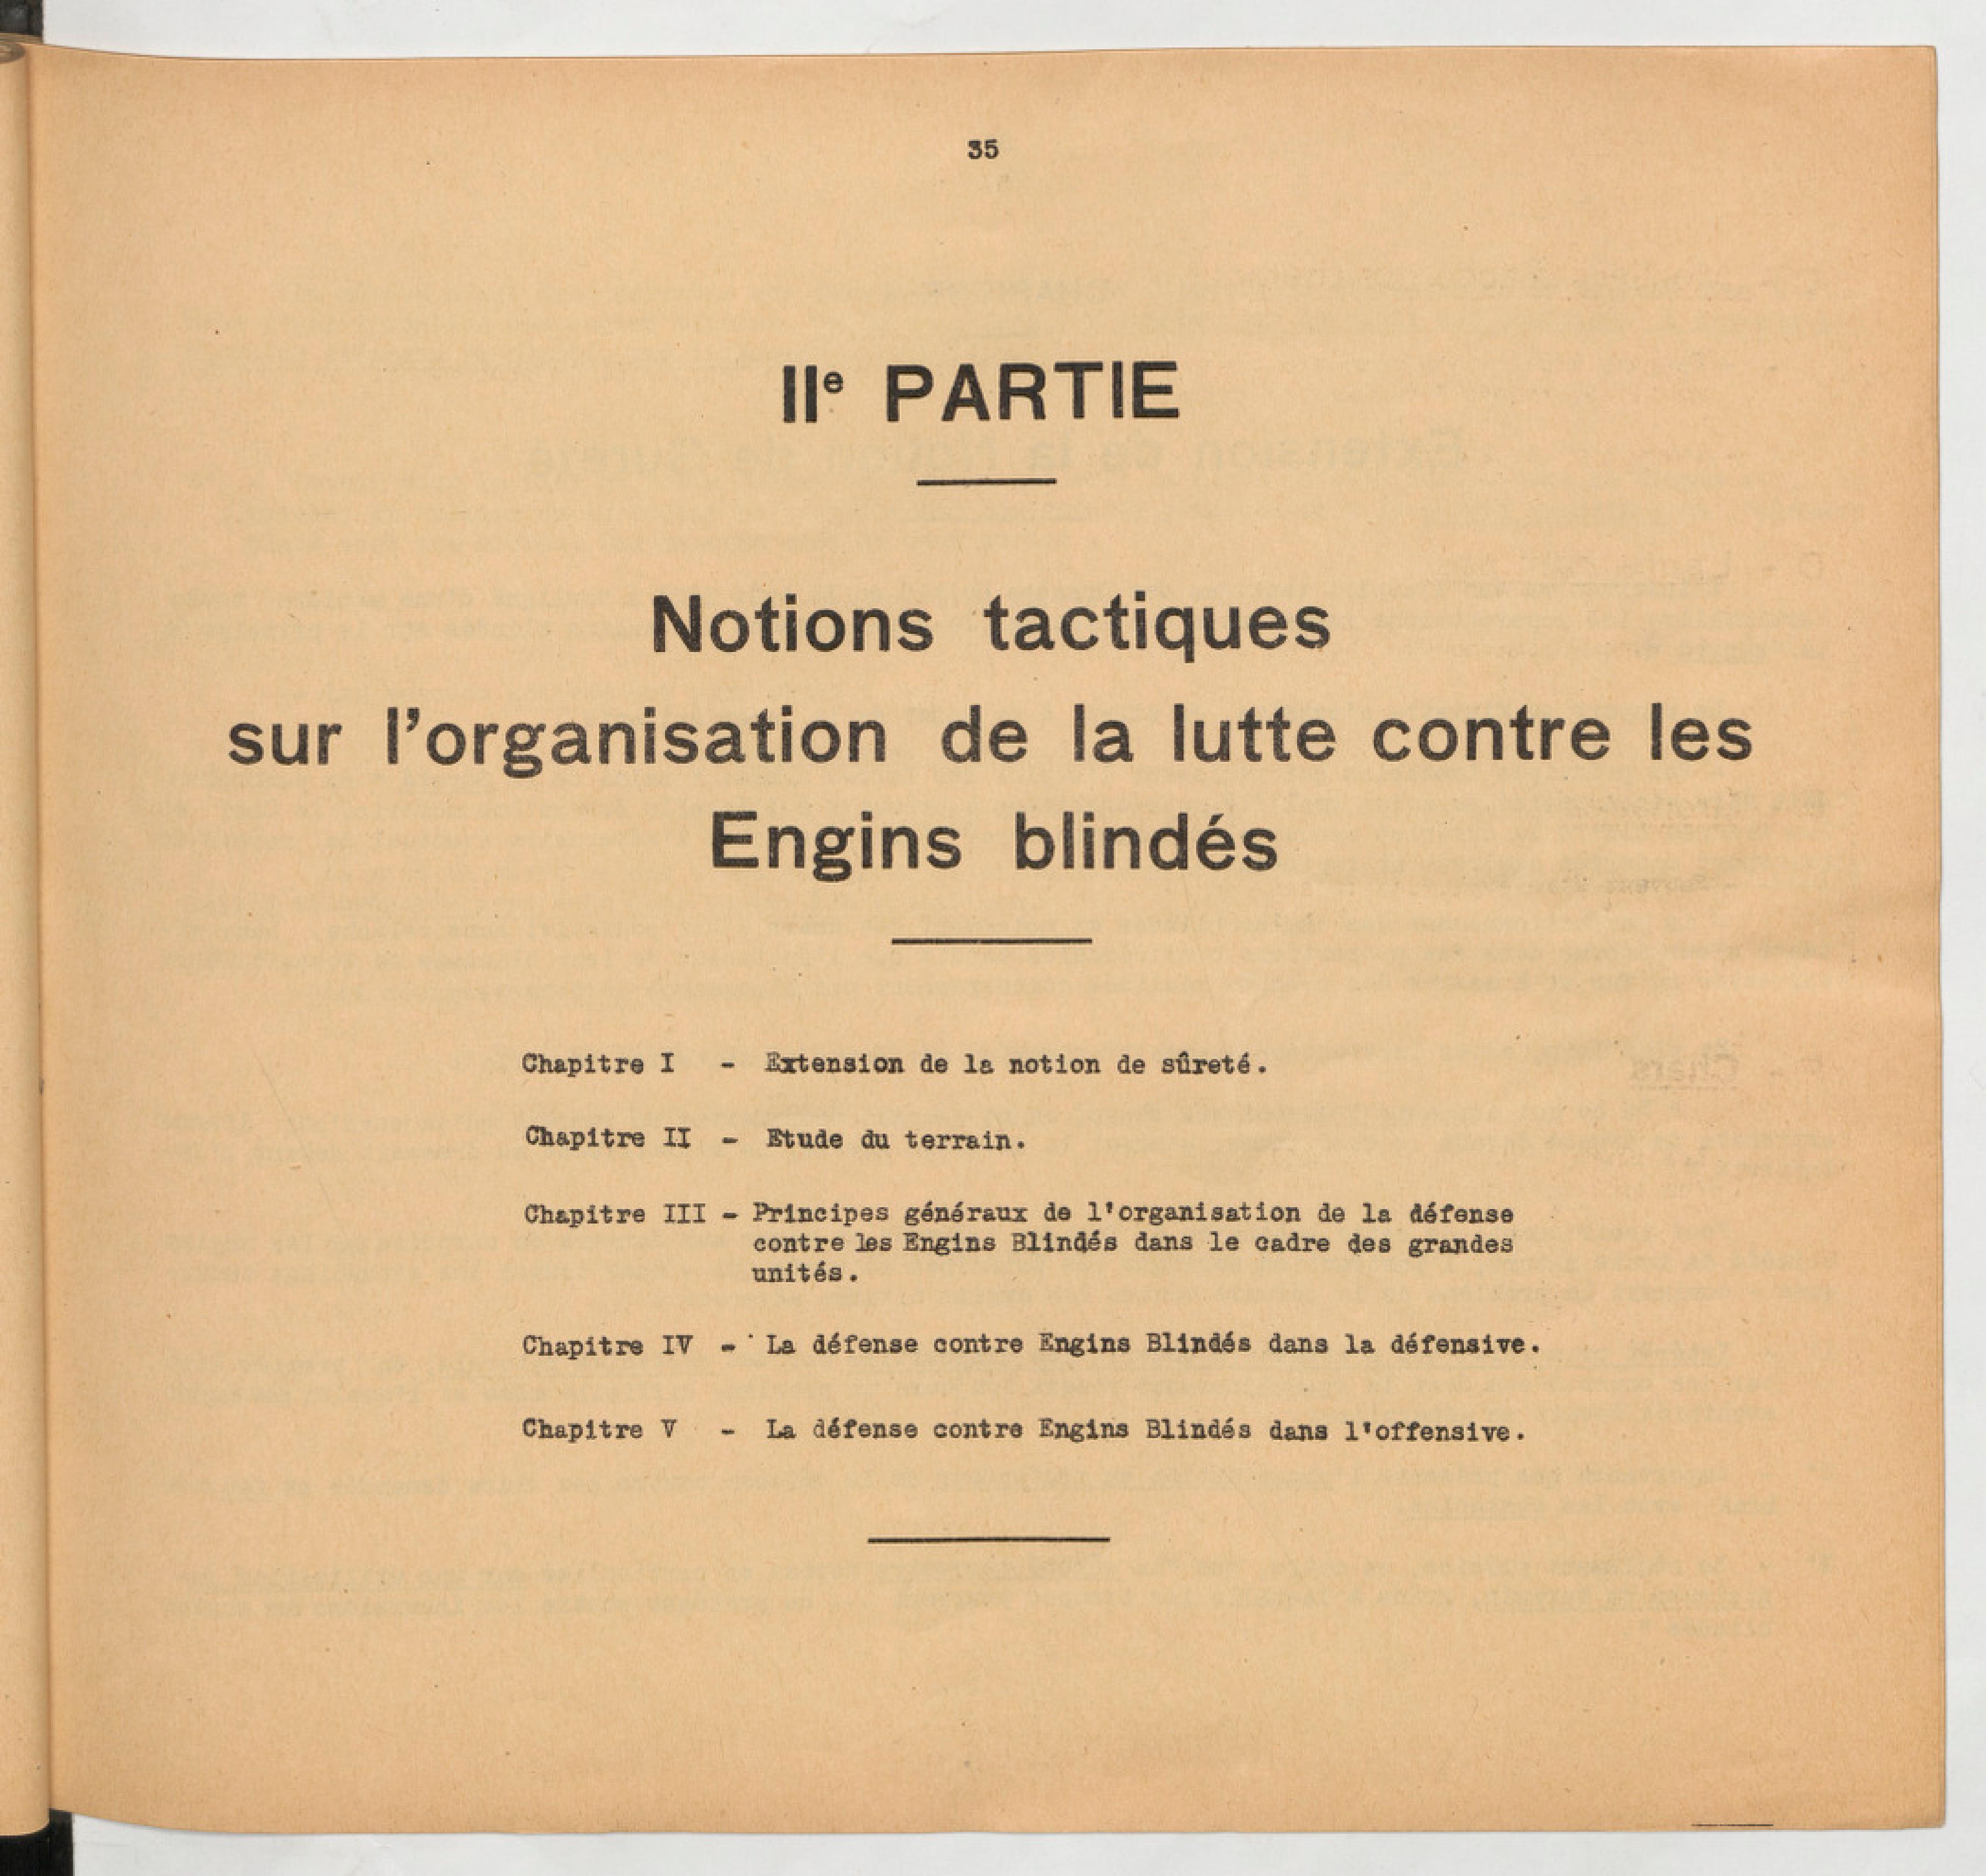 35
IIe PARTIE
Notions tactiques
sur l'organisation de la lutte contre les
Engins blindés
Chapitre I - Extension de la notion de sûreté.
Chapitre II - Etude du terrain.
Chapitre III - Principes généraux de l'organisation de la défense
contre les Engins Blindés dans le cadre des grandes
unités.
Chapitre IV - La défense contre Engins Blindés dans la défensive.
Chapitre V - La défense contre Engins Blindés dans l'offensive.